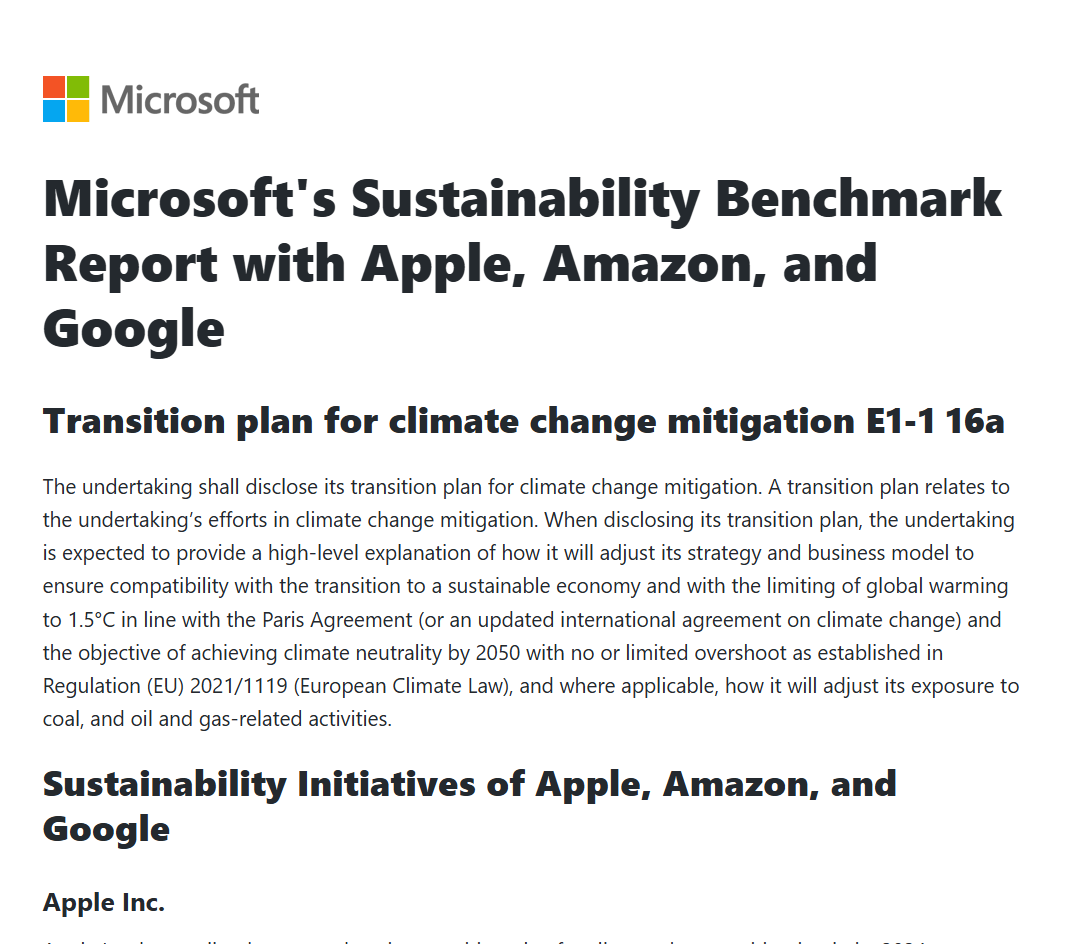 Microsoft
Microsoft's Sustainability Benchmark
Report with Apple, Amazon, and
Google
Transition plan for climate change mitigation E1-1 16a
The undertaking shall disclose its transition plan for climate change mitigation. A transition plan relates to
the undertaking’s efforts in climate change mitigation. When disclosing its transition plan, the undertaking
is expected to provide a high-level explanation of how it will adjust its strategy and business model to
ensure compatibility with the transition to a sustainable economy and with the limiting of global warming
to 1.5°C in line with the Paris Agreement (or an updated international agreement on climate change) and
the objective of achieving climate neutrality by 2050 with no or limited overshoot as established in
Regulation (EU) 2021/1119 (European Climate Law), and where applicable, how it will adjust its exposure to
coal, and oil and gas-related activities.
Sustainability Initiatives of Apple, Amazon, and
Google
Apple Inc.